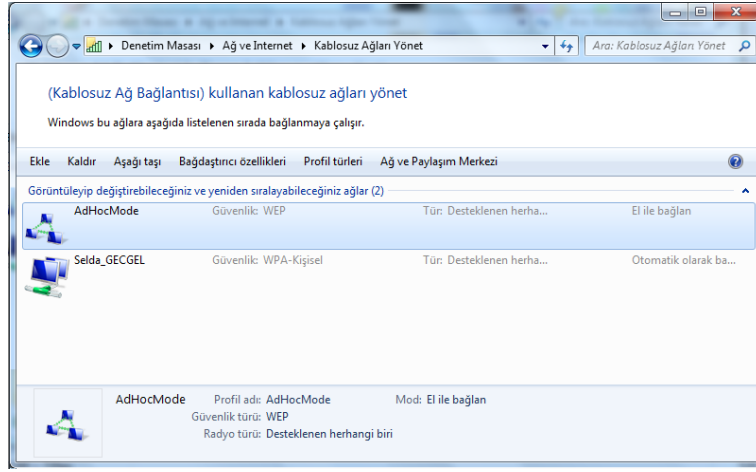 Denetim Masası ▸ Ağ ve Internet ▸ Kablosuz Ağları Yönet Ara: Kablosuz Ağları Yönet
(Kablosuz Ağ Bağlantısı) kullanan kablosuz ağları yönet
Windows bu ağlara aşağıda listelenen sırada bağlanmaya çalışır.
Ekle Kaldır Aşağı taşı Bağdaştırıcı özellikleri Profil türleri Ağ ve Paylaşım Merkezi
Görüntüleyip değiştirebileceğiniz ve yeniden sıralayabileceğiniz ağlar (2)
AdHocMode Güvenlik: WEP Tür: Desteklenen herha... El ile bağlan
Selda_GECGEL Güvenlik: WPA-Kişisel Tür: Desteklenen herha... Otomatik olarak ba...
AdHocMode Profil adı: AdHocMode Mod: El ile bağlan
Güvenlik türü: WEP
Radyo türü: Desteklenen herhangi biri